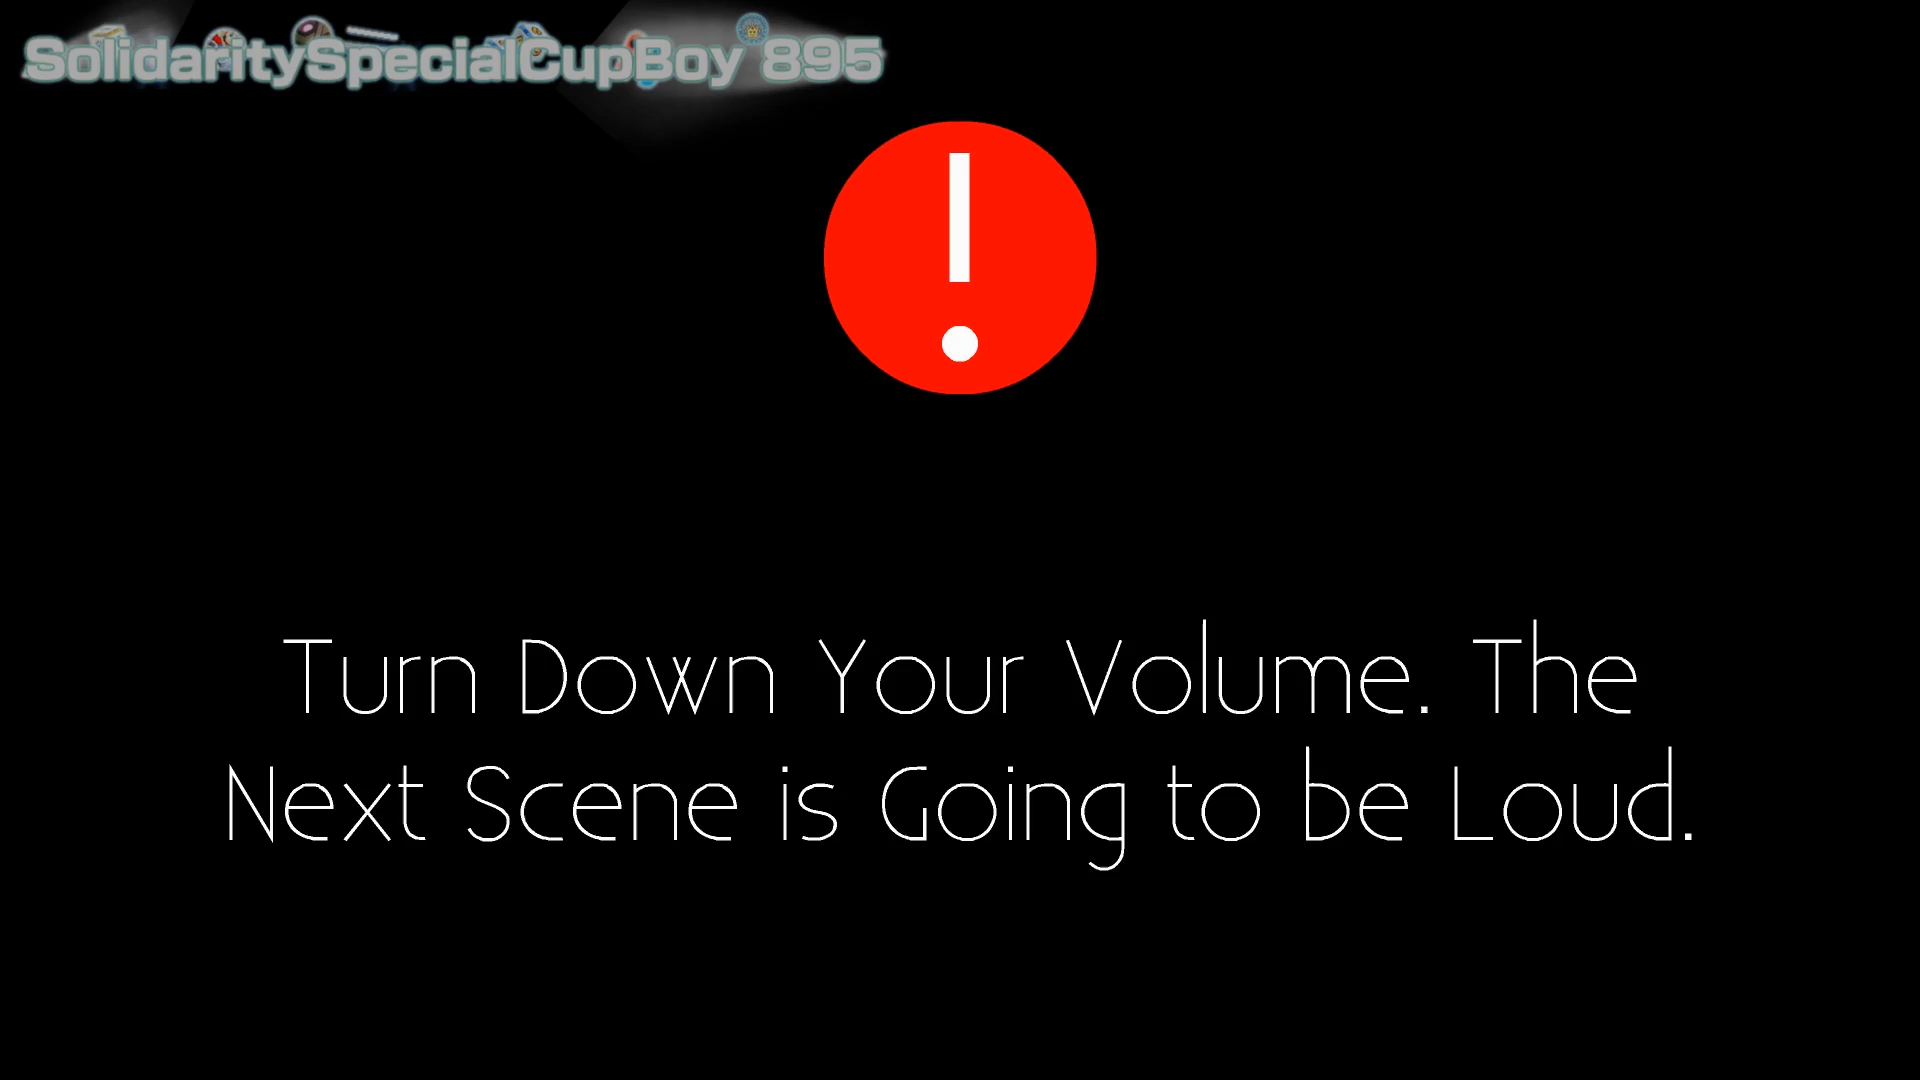 SolidaritySpecialCupBoy 895
!
Turn Down Your Volume. The
Next Scene is Going to be Loud.